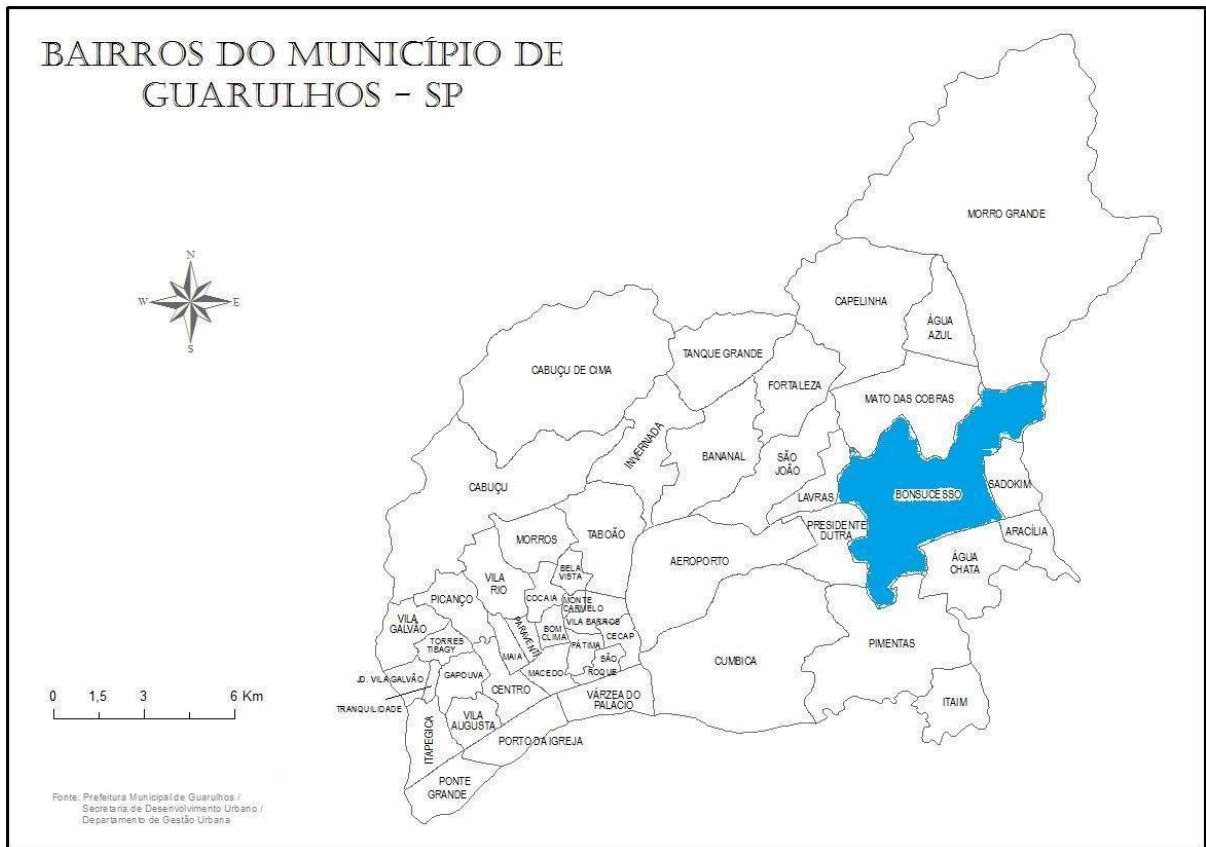 BAIRROS DO MUNICÍPIO DE
GUARULHOS - SP
N
W
E
S
MORRO GRANDE
CAPELINHA
ÁGUA
AZUL
TANQUE GRANDE
CABUÇU DE CIMA
FORTALEZA
MATO DAS COBRAS
INVERNADA
BANANAL
SÃO
JOÃO
CABUÇU
LAVRAS
BONSUCESSO
SADOKIM
PRESIDENTE
DUTRA
ARACÍLIA
MORROS
TABOÃO
AEROPORTO
ÁGUA
CHATA
BELA
VISTA
VILA
RIO
PICANÇO
COCAIA
MONTE
CARMELO
VILA BARROS
VILA
GALVÃO
PARAVENTI
BOM
CLIMA
CECAP
TORRES
TIBAGY
FÁTIMA
PIMENTAS
MAIA
SÃO
ROQUE
CUMBICA
JD. VILA GALVÃO
GAPOUVA
MACEDO
CENTRO
VÁRZEA DO
PALÁCIO
ITAIM
TRANQUILIDADE
VILA
AUGUSTA
ITAPEGICA
PORTO DA IGREJA
PONTE
GRANDE
0 1,5 3 6 Km
Fonte: Prefeitura Municipal de Guarulhos /
Secretaria de Desenvolvimento Urbano /
Departamento de Gestão Urbana